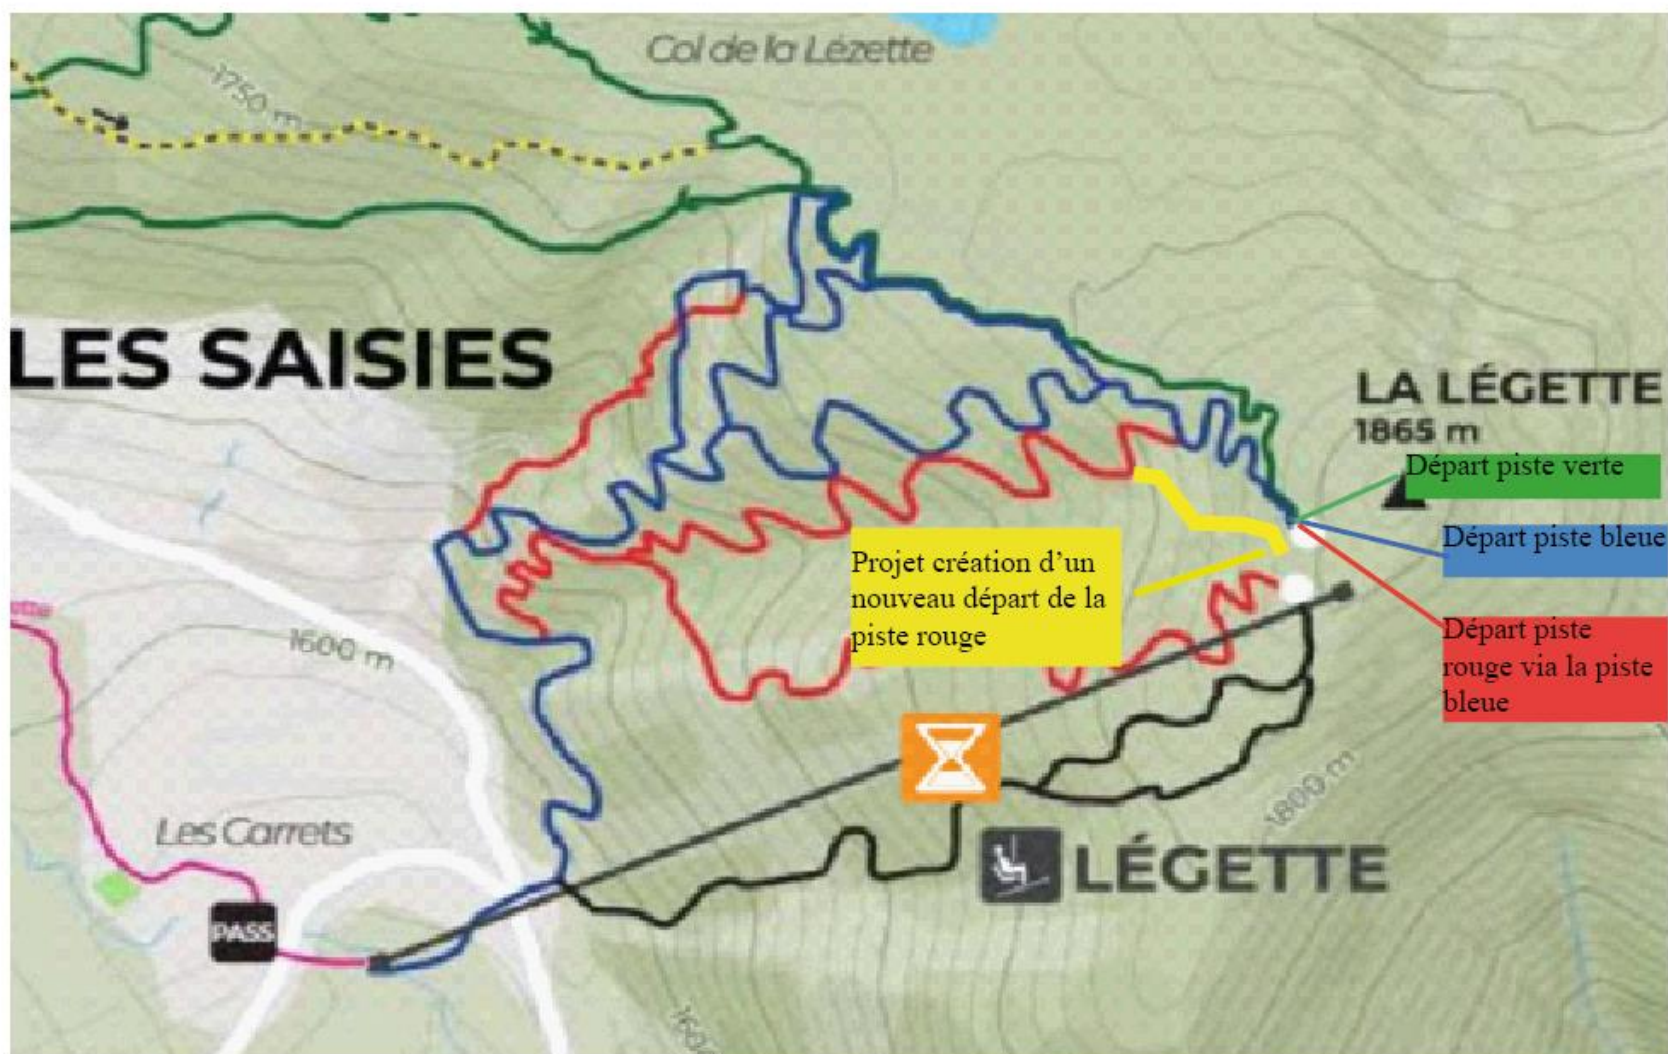 Col de la Lézette
1750 m
LES SAISIES
LA LÉGETTE
1865 m
Départ piste verte
Départ piste bleue
Projet création d’un
nouveau départ de la
piste rouge
Départ piste
rouge via la piste
bleue
1600 m
1800 m
Les Carrets
LÉGETTE
PASS